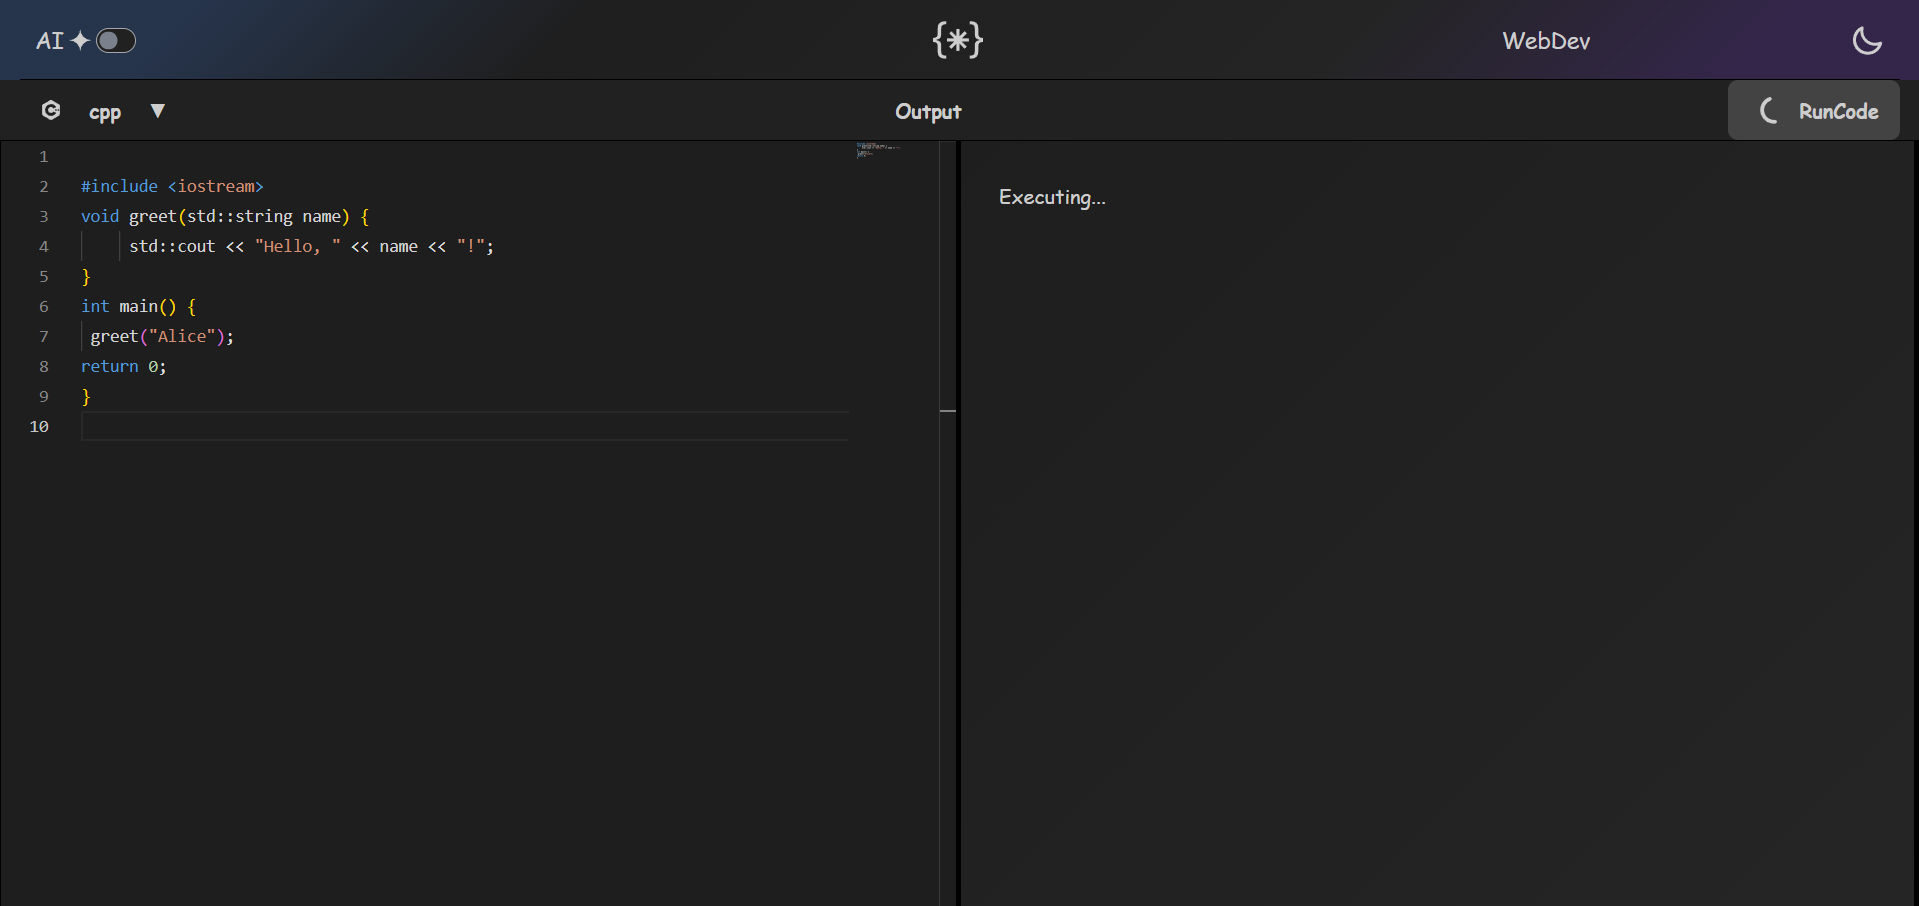 AI
{*}
WebDev
cpp ▼
Output
RunCode
1
2 #include <iostream>
3 void greet(std::string name) {
4     std::cout << "Hello, " << name << "!";
5 }
6 int main() {
7  greet("Alice");
8 return 0;
9 }
10
Executing...